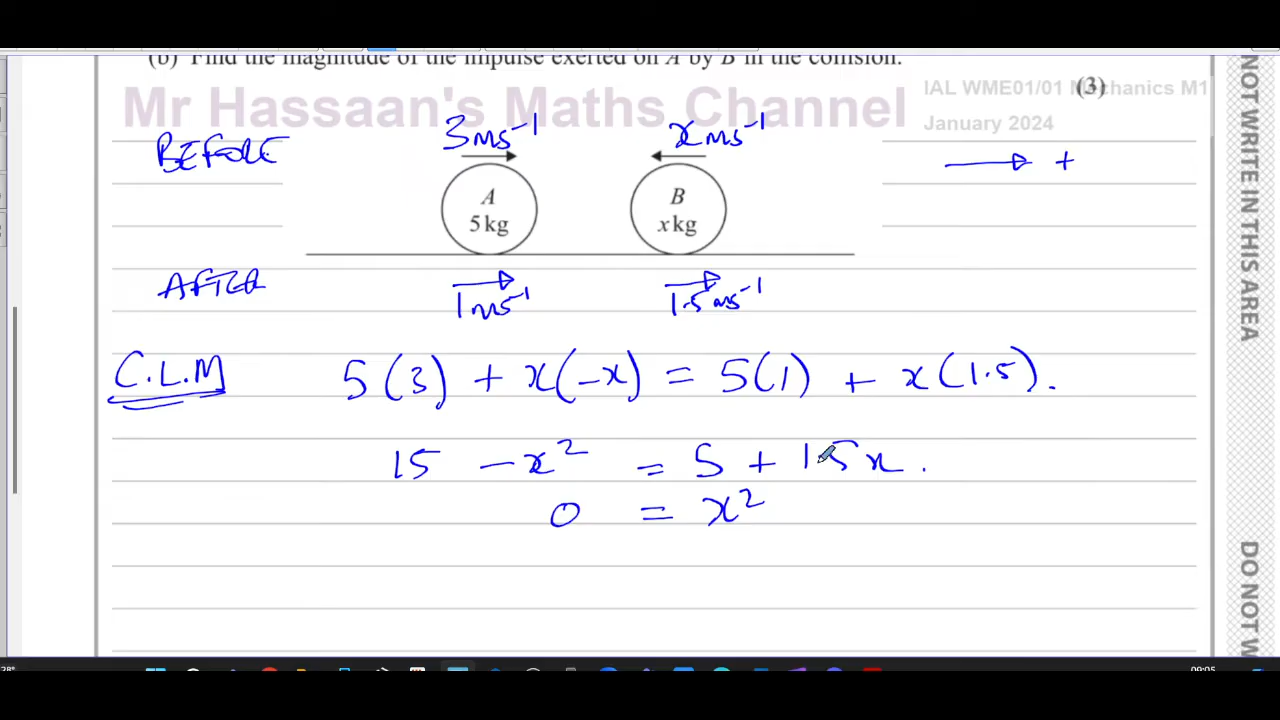 (b) Find the magnitude of the impulse exerted on A by B in the collision.
(3)
IAL WME01/01 Mechanics M1
January 2024
Mr Hassaan's Maths Channel
BEFORE 3ms⁻¹ xms⁻¹ +
A B
5 kg x kg
AFTER 1ms⁻¹ 1.5ms⁻¹
C.L.M 5(3) + x(-x) = 5(1) + x(1.5).
15 - x² = 5 + 1.5x.
0 = x²
NOT WRITE IN THIS AREA
DO NOT W
28°
09:05